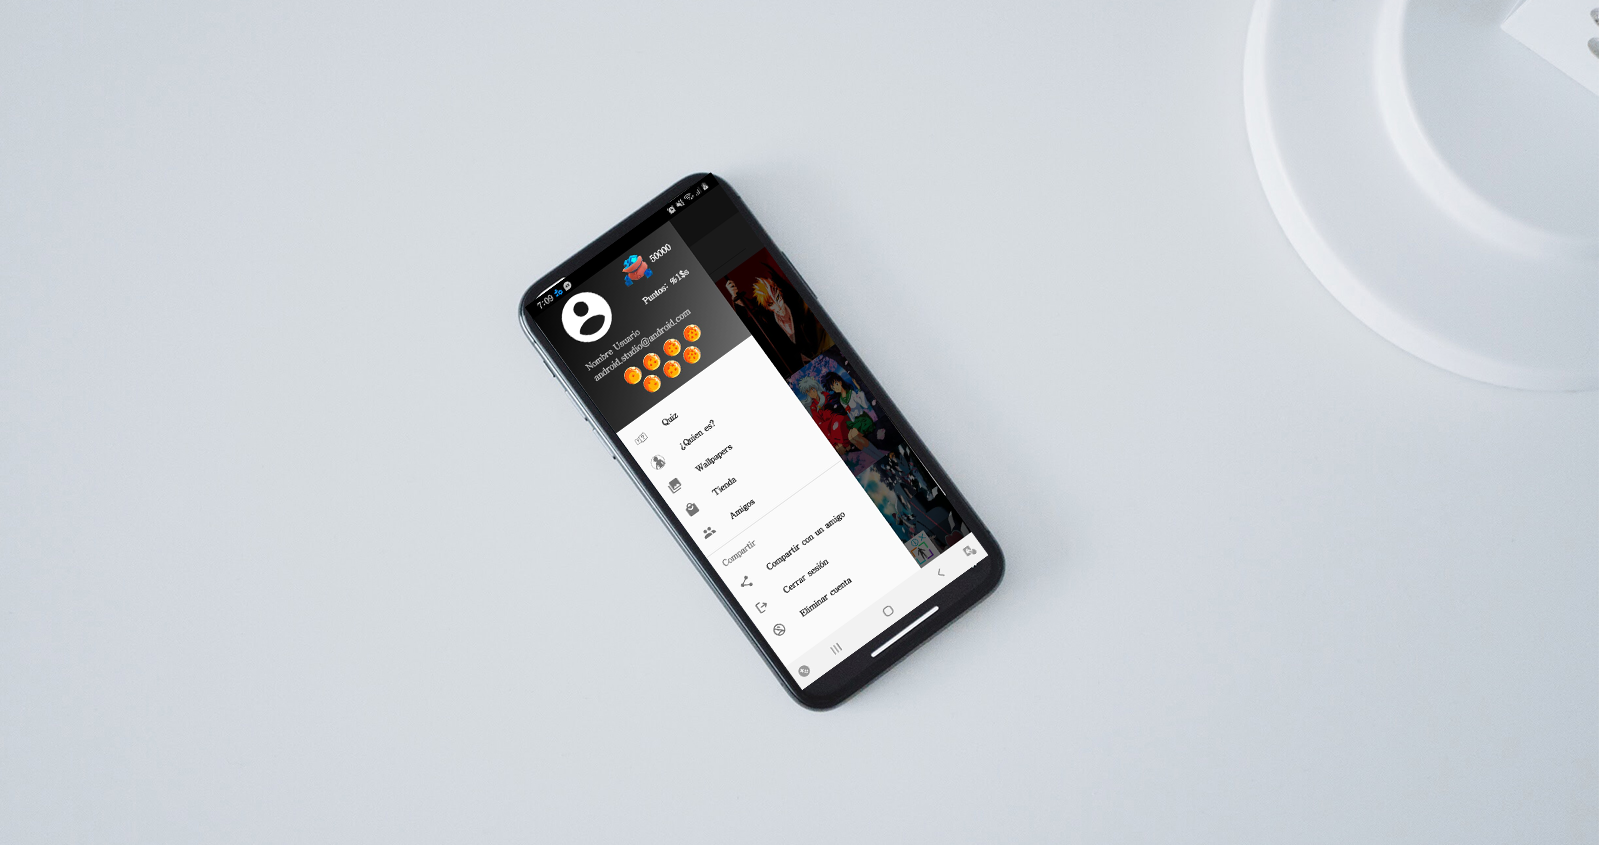 7:09
50000
Puntos: %1$s
Nombre Usuario
android.studio@android.com
Quiz
¿Quien es?
Wallpapers
Tienda
Amigos
Compartir
Compartir con un amigo
Cerrar sesión
Eliminar cuenta